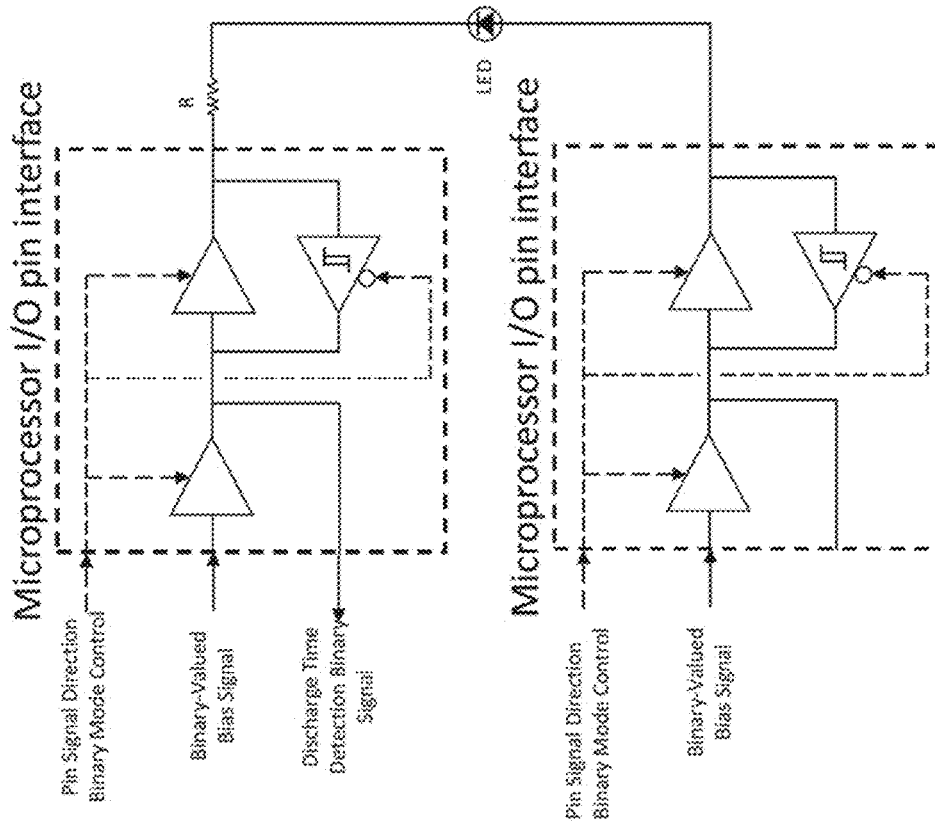 Microprocessor I/O pin interface
Pin Signal Direction
Binary Mode Control
Binary-Valued
Bias Signal
Discharge Time
Detection Binary
Signal
R
LED
Microprocessor I/O pin interface
Pin Signal Direction
Binary Mode Control
Binary-Valued
Bias Signal